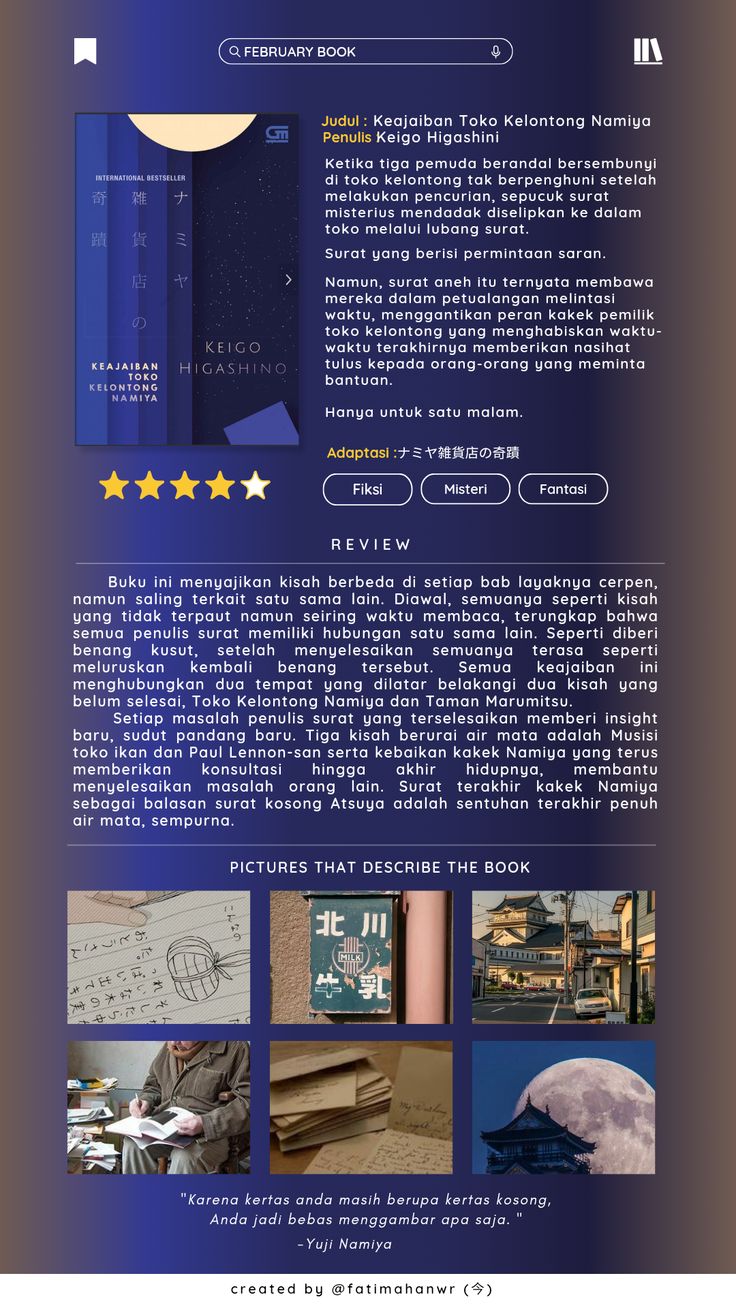 FEBRUARY BOOK
INTERNATIONAL BESTSELLER
ナミヤ
雑貨店の
奇蹟
KEIGO
HIGASHINO
KEAJAIBAN
TOKO
KELONTONG
NAMIYA
Judul : Keajaiban Toko Kelontong Namiya
Penulis Keigo Higashini
Ketika tiga pemuda berandal bersembunyi
di toko kelontong tak berpenghuni setelah
melakukan pencurian, sepucuk surat
misterius mendadak diselipkan ke dalam
toko melalui lubang surat.
Surat yang berisi permintaan saran.
Namun, surat aneh itu ternyata membawa
mereka dalam petualangan melintasi
waktu, menggantikan peran kakek pemilik
toko kelontong yang menghabiskan waktu-
waktu terakhirnya memberikan nasihat
tulus kepada orang-orang yang meminta
bantuan.
Hanya untuk satu malam.
Adaptasi :ナミヤ雑貨店の奇蹟
Fiksi
Misteri
Fantasi
REVIEW
Buku ini menyajikan kisah berbeda di setiap bab layaknya cerpen,
namun saling terkait satu sama lain. Diawal, semuanya seperti kisah
yang tidak terpaut namun seiring waktu membaca, terungkap bahwa
semua penulis surat memiliki hubungan satu sama lain. Seperti diberi
benang kusut, setelah menyelesaikan semuanya terasa seperti
meluruskan kembali benang tersebut. Semua keajaiban ini
menghubungkan dua tempat yang dilatar belakangi dua kisah yang
belum selesai, Toko Kelontong Namiya dan Taman Marumitsu.
Setiap masalah penulis surat yang terselesaikan memberi insight
baru, sudut pandang baru. Tiga kisah berurai air mata adalah Musisi
toko ikan dan Paul Lennon-san serta kebaikan kakek Namiya yang terus
memberikan konsultasi hingga akhir hidupnya, membantu
menyelesaikan masalah orang lain. Surat terakhir kakek Namiya
sebagai balasan surat kosong Atsuya adalah sentuhan terakhir penuh
air mata, sempurna.
PICTURES THAT DESCRIBE THE BOOK
こんなの
おとうさん
だ。
北川
MILK
牛乳
"Karena kertas anda masih berupa kertas kosong,
Anda jadi bebas menggambar apa saja. "
–Yuji Namiya
created by @fatimahanwr (今)